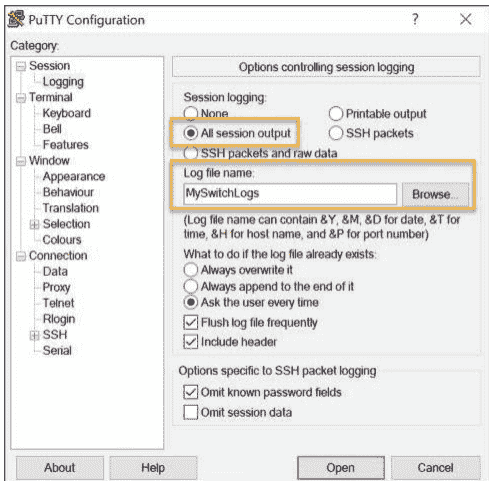 PuTTY Configuration
? ×
Category:
Session
Logging
Terminal
Keyboard
Bell
Features
Window
Appearance
Behaviour
Translation
Selection
Colours
Connection
Data
Proxy
Telnet
Rlogin
SSH
Serial
Options controlling session logging
Session logging:
None
Printable output
All session output
SSH packets
SSH packets and raw data
Log file name:
MySwitchLogs
Browse...
(Log file name can contain &Y, &M, &D for date, &T for
time, &H for host name, and &P for port number)
What to do if the log file already exists:
Always overwrite it
Always append to the end of it
Ask the user every time
Flush log file frequently
Include header
Options specific to SSH packet logging
Omit known password fields
Omit session data
About
Help
Open
Cancel